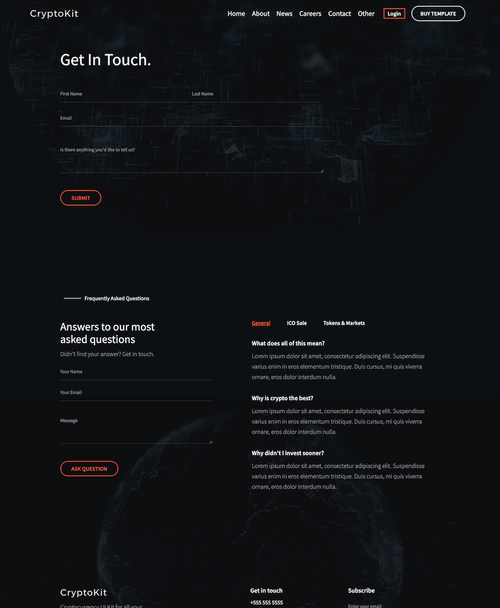 CryptoKit
Home About News Careers Contact Other Login BUY TEMPLATE
Get In Touch.
First Name Last Name
Email
Is there anything you'd like to tell us?
SUBMIT
Frequently Asked Questions
Answers to our most
asked questions
Didn't find your answer? Get in touch.
Your Name
Your Email
Message
ASK QUESTION
General ICO Sale Tokens & Markets
What does all of this mean?
Lorem ipsum dolor sit amet, consectetur adipiscing elit. Suspendisse
varius enim in eros elementum tristique. Duis cursus, mi quis viverra
ornare, eros dolor interdum nulla.
Why is crypto the best?
Lorem ipsum dolor sit amet, consectetur adipiscing elit. Suspendisse
varius enim in eros elementum tristique. Duis cursus, mi quis viverra
ornare, eros dolor interdum nulla.
Why didn't I invest sooner?
Lorem ipsum dolor sit amet, consectetur adipiscing elit. Suspendisse
varius enim in eros elementum tristique. Duis cursus, mi quis viverra
ornare, eros dolor interdum nulla.
CryptoKit
Cryptocurrency UI Kit for all your
Get in touch
+555 555 5555
Subscribe
Enter your email